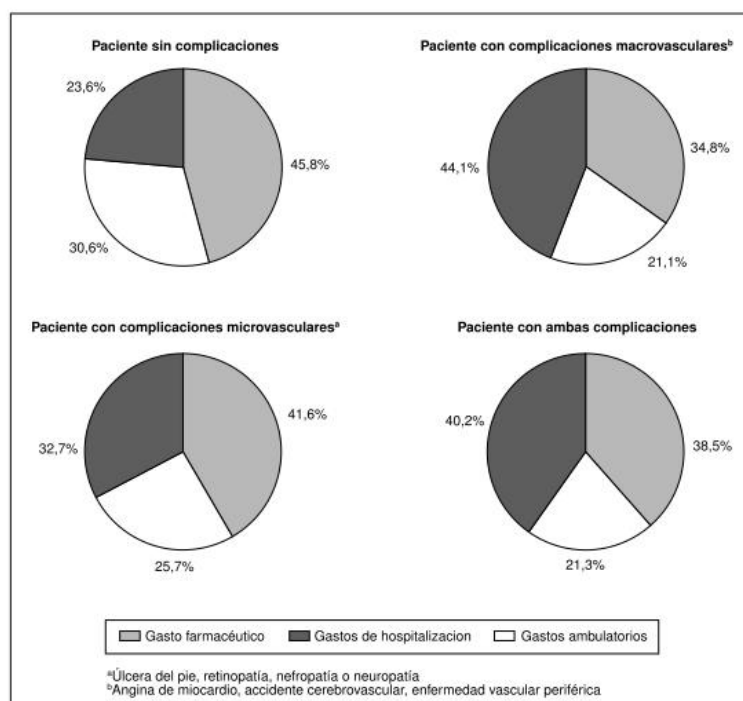 Paciente sin complicaciones
23,6%
45,8%
30,6%
Paciente con complicaciones macrovascularesᵇ
34,8%
44,1%
21,1%
Paciente con complicaciones microvascularesᵃ
41,6%
32,7%
25,7%
Paciente con ambas complicaciones
40,2%
38,5%
21,3%
Gasto farmacéutico
Gastos de hospitalizacion
Gastos ambulatorios
ᵃÚlcera del pie, retinopatía, nefropatía o neuropatía
ᵇAngina de miocardio, accidente cerebrovascular, enfermedad vascular periférica